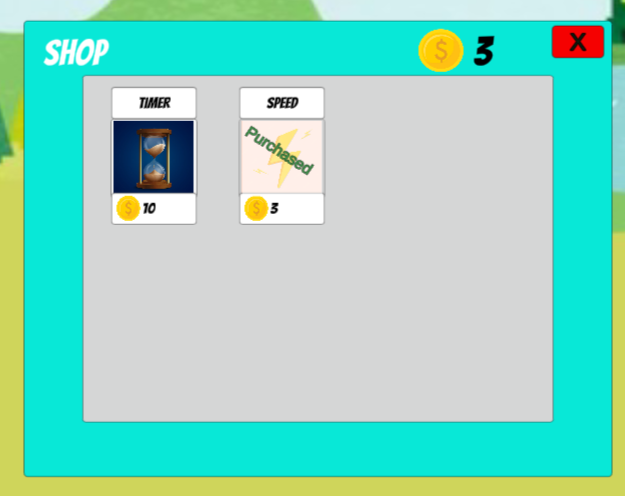 SHOP
$ 3
X
TIMER
SPEED
Purchased
$ 10
$ 3